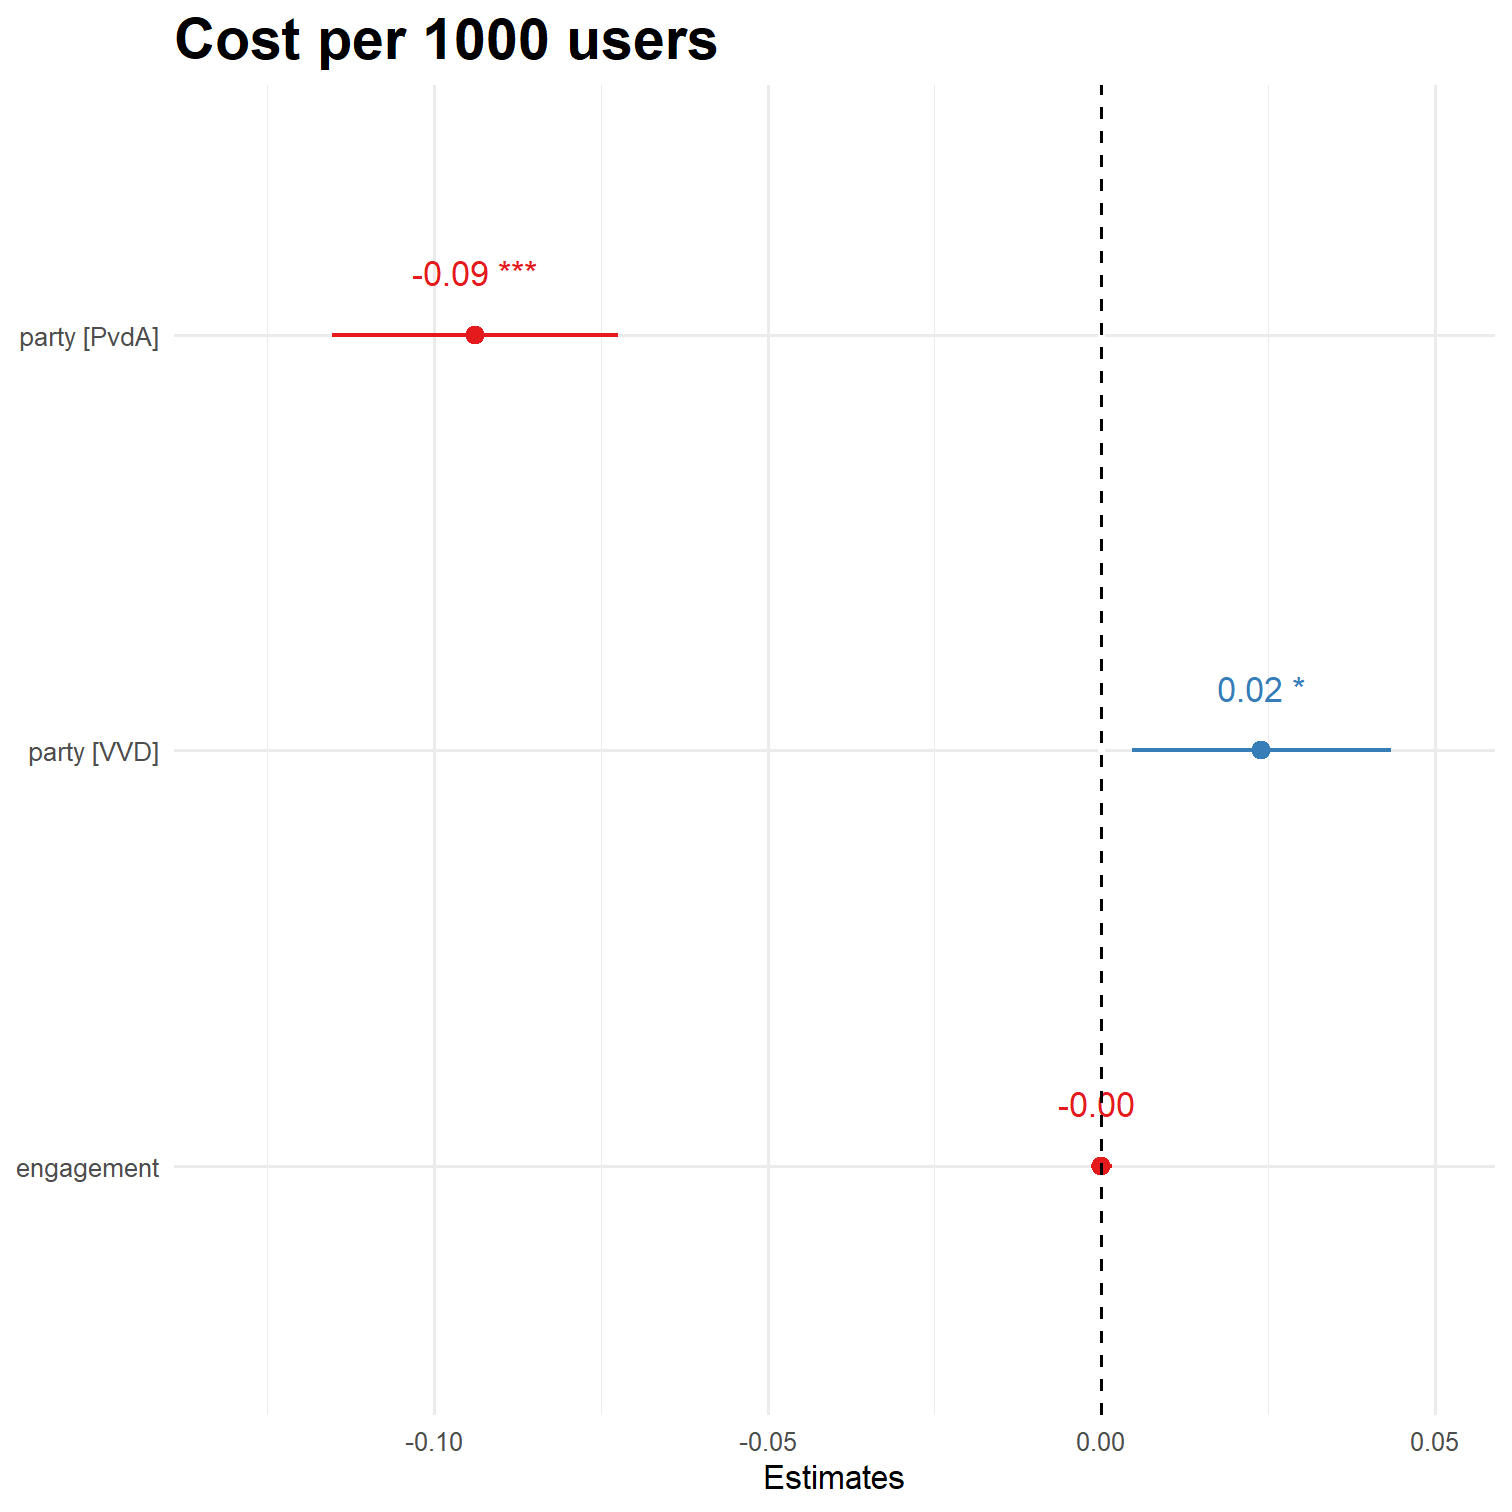 Cost per 1000 users
-0.09 ***
party [PvdA]
0.02 *
party [VVD]
-0.00
engagement
-0.10
-0.05
0.00
0.05
Estimates